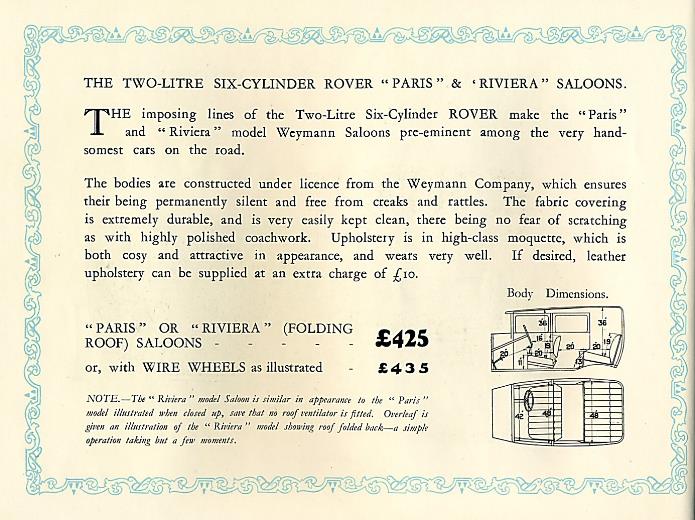 THE TWO-LITRE SIX-CYLINDER ROVER "PARIS" & 'RIVIERA" SALOONS.
THE imposing lines of the Two-Litre Six-Cylinder ROVER make the "Paris"
and "Riviera" model Weymann Saloons pre-eminent among the very hand-
somest cars on the road.
The bodies are constructed under licence from the Weymann Company, which ensures
their being permanently silent and free from creaks and rattles. The fabric covering
is extremely durable, and is very easily kept clean, there being no fear of scratching
as with highly polished coachwork. Upholstery is in high-class moquette, which is
both cosy and attractive in appearance, and wears very well. If desired, leather
upholstery can be supplied at an extra charge of £10.
"PARIS" OR "RIVIERA" (FOLDING
ROOF) SALOONS - - - - - £425
or, with WIRE WHEELS as illustrated - £435
NOTE.—The "Riviera" model Saloon is similar in appearance to the "Paris"
model illustrated when closed up, save that no roof ventilator is fitted. Overleaf is
given an illustration of the "Riviera" model showing roof folded back—a simple
operation taking but a few moments.
Body Dimensions.
36 36
16 19 19
20 20 20
11 13
42 48 48